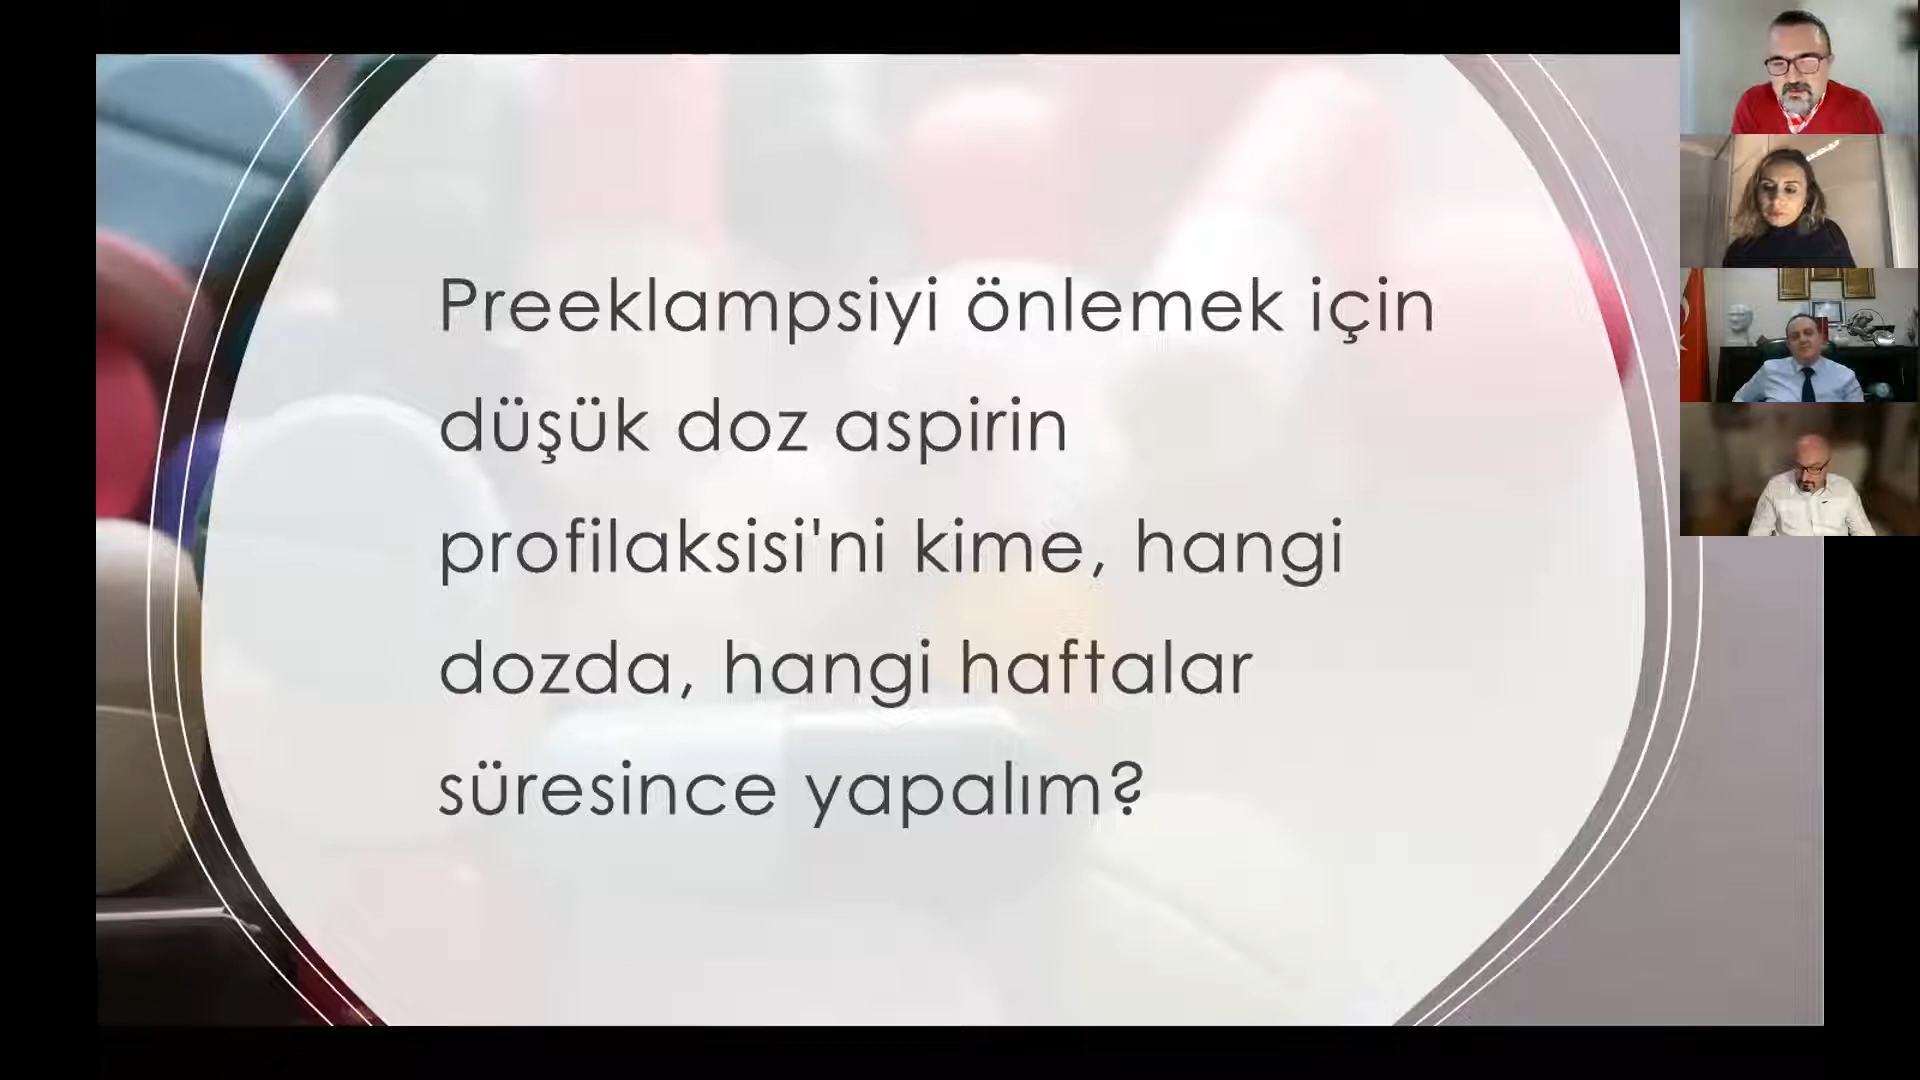 Preeklampsiyi önlemek için
düşük doz aspirin
profilaksisi'ni kime, hangi
dozda, hangi haftalar
süresince yapalım?